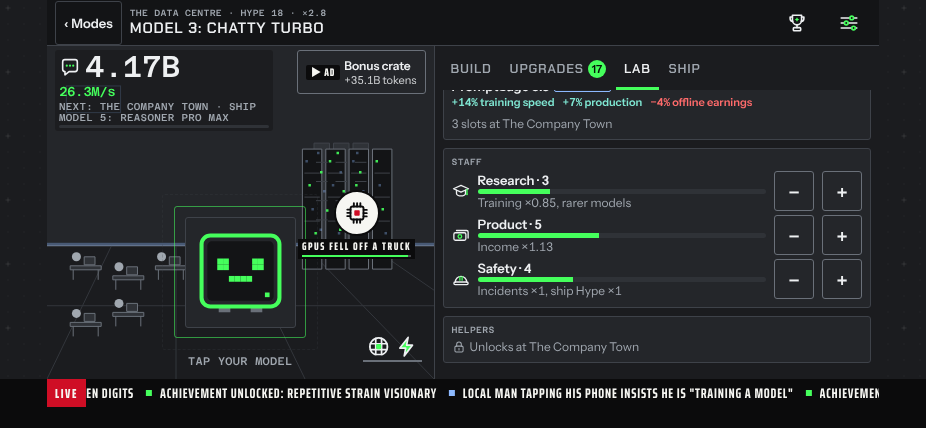 ‹ Modes
THE DATA CENTRE · HYPE 18 · ×2.8
MODEL 3: CHATTY TURBO
4.17B
26.3M/s
NEXT: THE COMPANY TOWN · SHIP
MODEL 5: REASONER PRO MAX
AD
Bonus crate
+35.1B tokens
GPUS FELL OFF A TRUCK
TAP YOUR MODEL
BUILD
UPGRADES 17
LAB
SHIP
+14% training speed +7% production −4% offline earnings
3 slots at The Company Town
STAFF
Research · 3
Training ×0.85, rarer models
− +
Product · 5
Income ×1.13
− +
Safety · 4
Incidents ×1, ship Hype ×1
− +
HELPERS
Unlocks at The Company Town
LIVE
EN DIGITS ACHIEVEMENT UNLOCKED: REPETITIVE STRAIN VISIONARY LOCAL MAN TAPPING HIS PHONE INSISTS HE IS "TRAINING A MODEL" ACHIEVEMEN